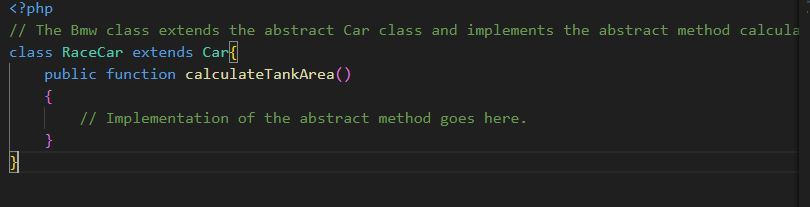 <?php
// The Bmw class extends the abstract Car class and implements the abstract method calcula
class RaceCar extends Car{
    public function calculateTankArea()
    {
        // Implementation of the abstract method goes here.
    }
}